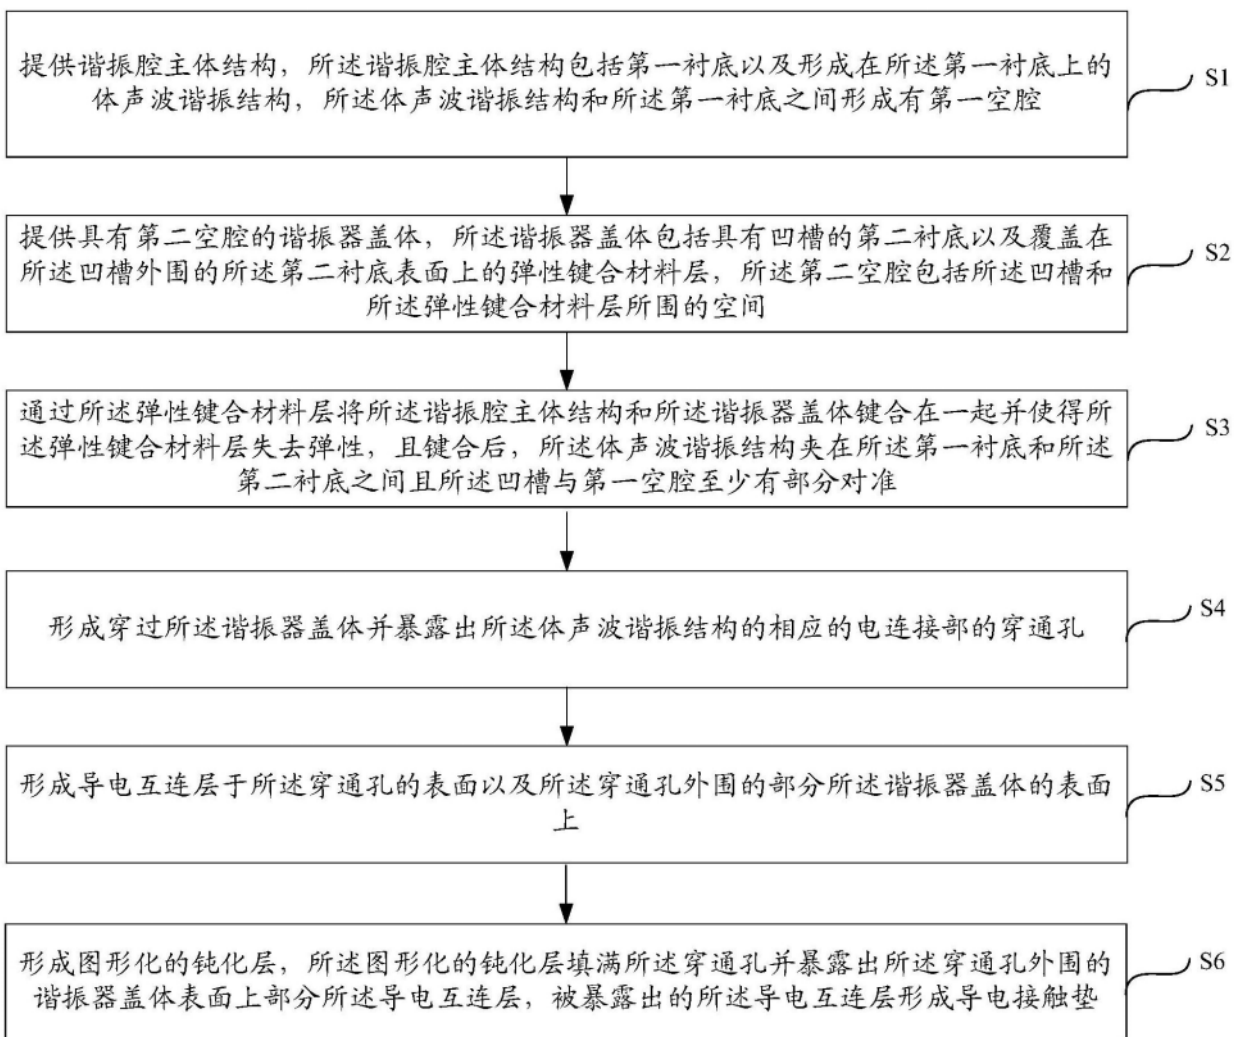 提供谐振腔主体结构，所述谐振腔主体结构包括第一衬底以及形成在所述第一衬底上的
体声波谐振结构，所述体声波谐振结构和所述第一衬底之间形成有第一空腔
S1
提供具有第二空腔的谐振器盖体，所述谐振器盖体包括具有凹槽的第二衬底以及覆盖在
所述凹槽外围的所述第二衬底表面上的弹性键合材料层，所述第二空腔包括所述凹槽和
所述弹性键合材料层所围的空间
S2
通过所述弹性键合材料层将所述谐振腔主体结构和所述谐振器盖体键合在一起并使得所
述弹性键合材料层失去弹性，且键合后，所述体声波谐振结构夹在所述第一衬底和所述
第二衬底之间且所述凹槽与第一空腔至少有部分对准
S3
形成穿过所述谐振器盖体并暴露出所述体声波谐振结构的相应的电连接部的穿通孔
S4
形成导电互连层于所述穿通孔的表面以及所述穿通孔外围的部分所述谐振器盖体的表面
上
S5
形成图形化的钝化层，所述图形化的钝化层填满所述穿通孔并暴露出所述穿通孔外围的
谐振器盖体表面上部分所述导电互连层，被暴露出的所述导电互连层形成导电接触垫
S6